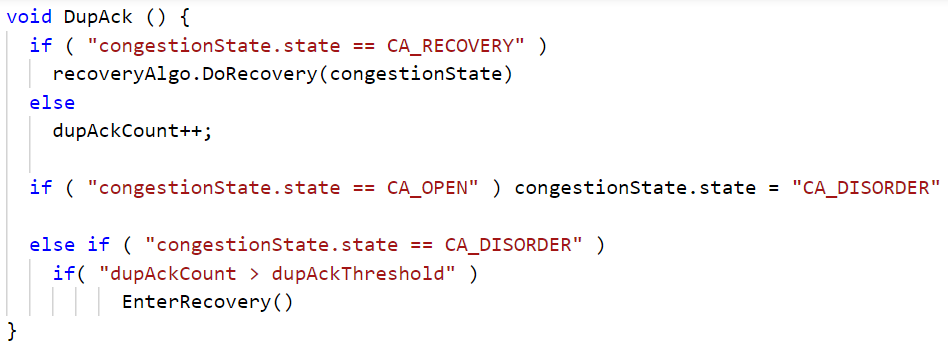 void DupAck () {
if ( "congestionState.state == CA_RECOVERY" )
recoveryAlgo.DoRecovery(congestionState)
else
dupAckCount++;
if ( "congestionState.state == CA_OPEN" ) congestionState.state = "CA_DISORDER"
else if ( "congestionState.state == CA_DISORDER" )
if( "dupAckCount > dupAckThreshold" )
EnterRecovery()
}